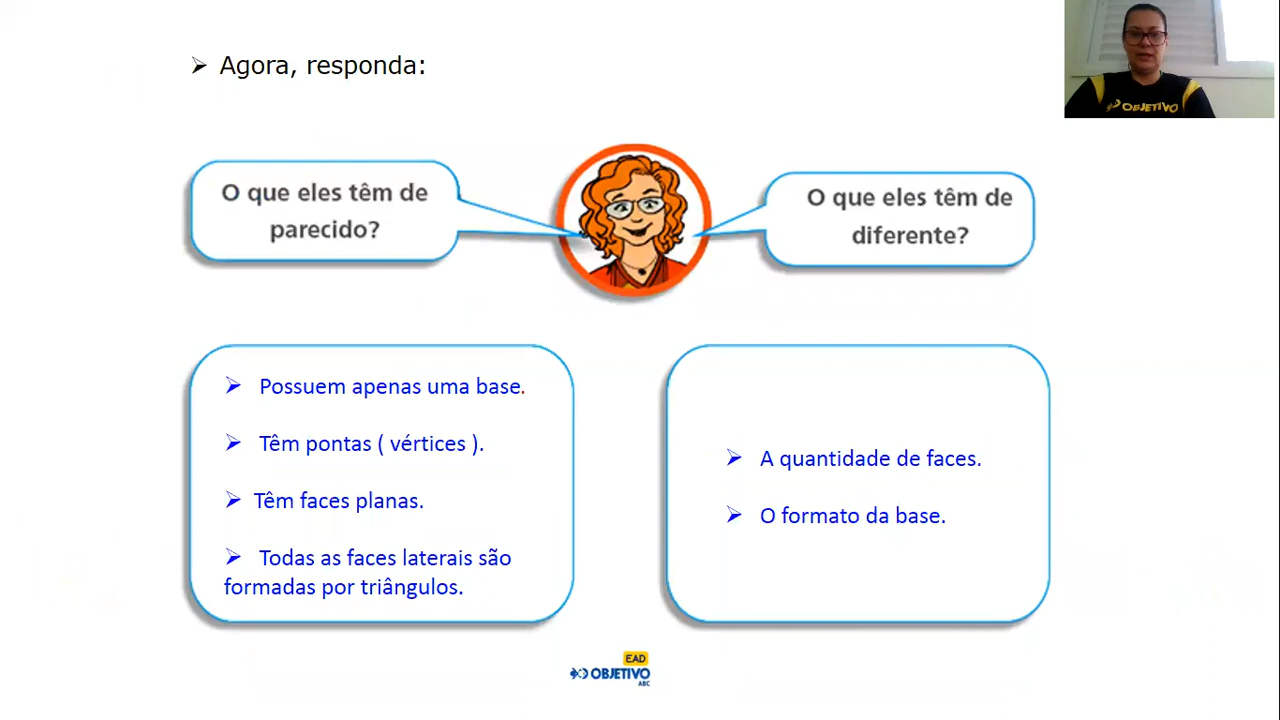 ➢ Agora, responda:
OBJETIVO
O que eles têm de
parecido?
O que eles têm de
diferente?
➢ Possuem apenas uma base.
➢ Têm pontas ( vértices ).
➢ Têm faces planas.
➢ Todas as faces laterais são
formadas por triângulos.
➢ A quantidade de faces.
➢ O formato da base.
EAD
OBJETIVO
ABC